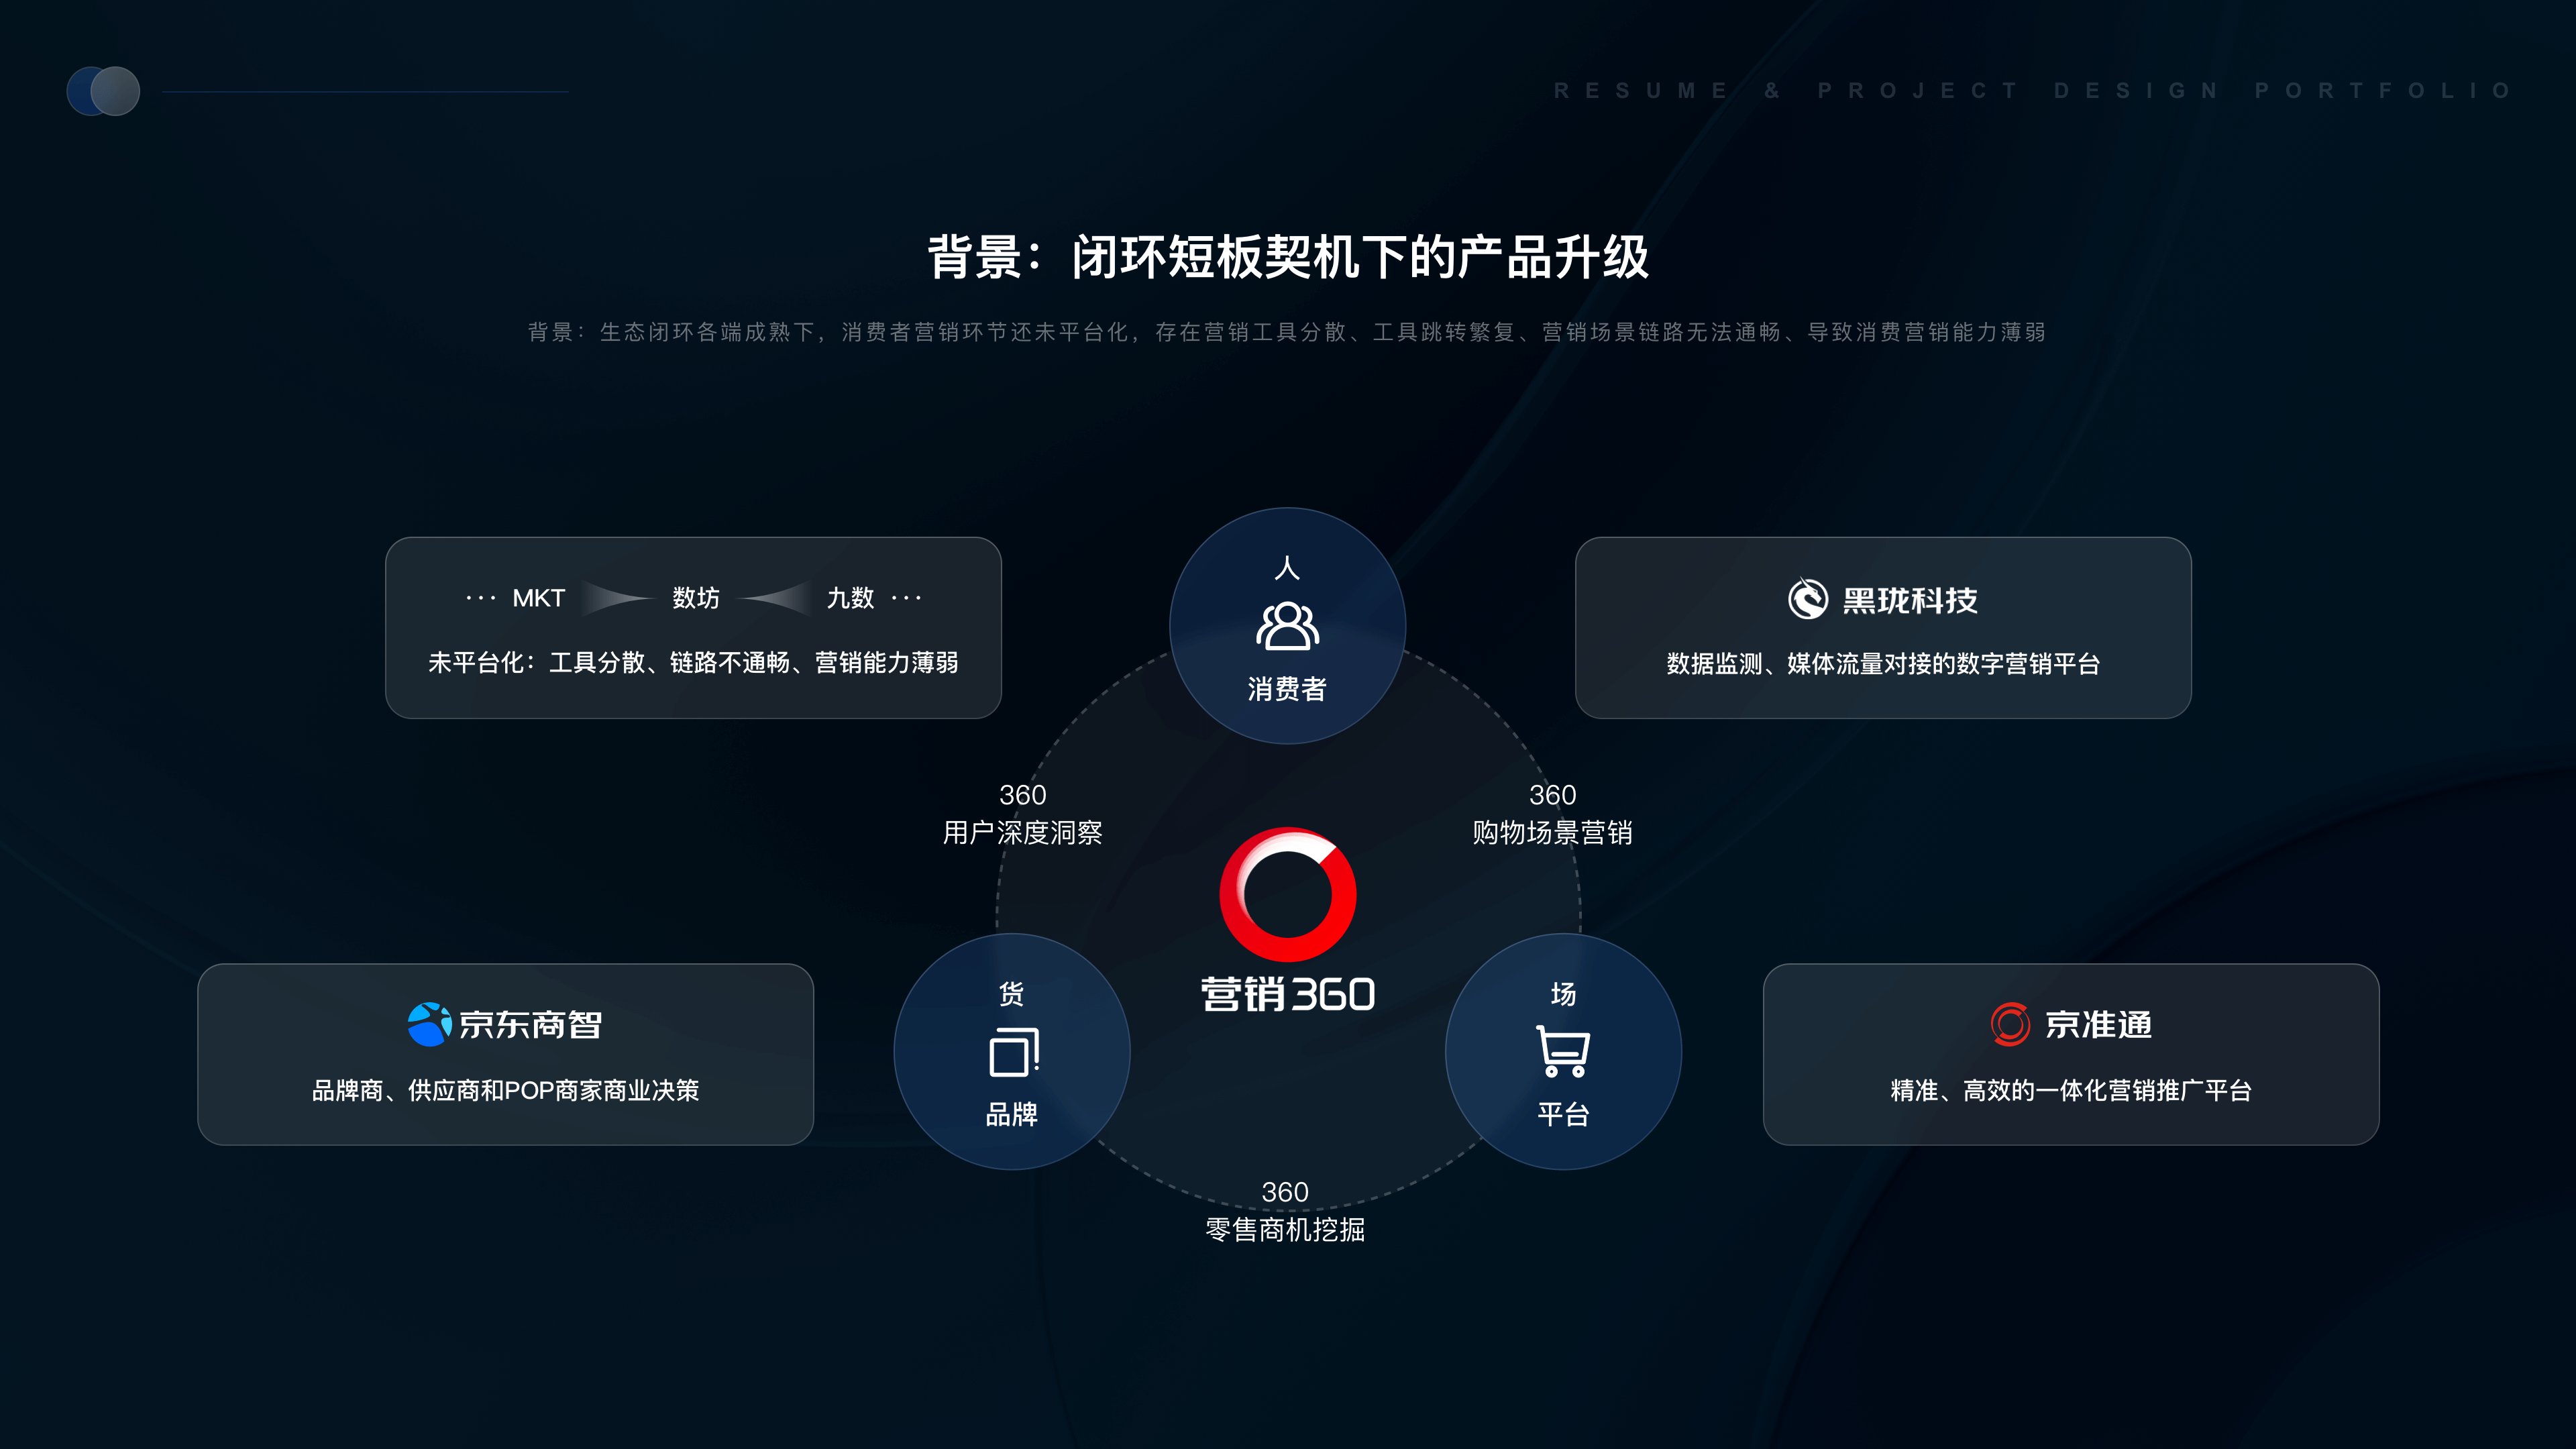 RESUME & PROJECT DESIGN PORTFOLIO
背景：闭环短板契机下的产品升级
背景：生态闭环各端成熟下，消费者营销环节还未平台化，存在营销工具分散、工具跳转繁复、营销场景链路无法通畅、导致消费营销能力薄弱
··· MKT 数坊 九数 ···
未平台化：工具分散、链路不通畅、营销能力薄弱
人
消费者
黑珑科技
数据监测、媒体流量对接的数字营销平台
360
用户深度洞察
360
购物场景营销
营销360
京东商智
品牌商、供应商和POP商家商业决策
货
品牌
场
平台
京准通
精准、高效的一体化营销推广平台
360
零售商机挖掘